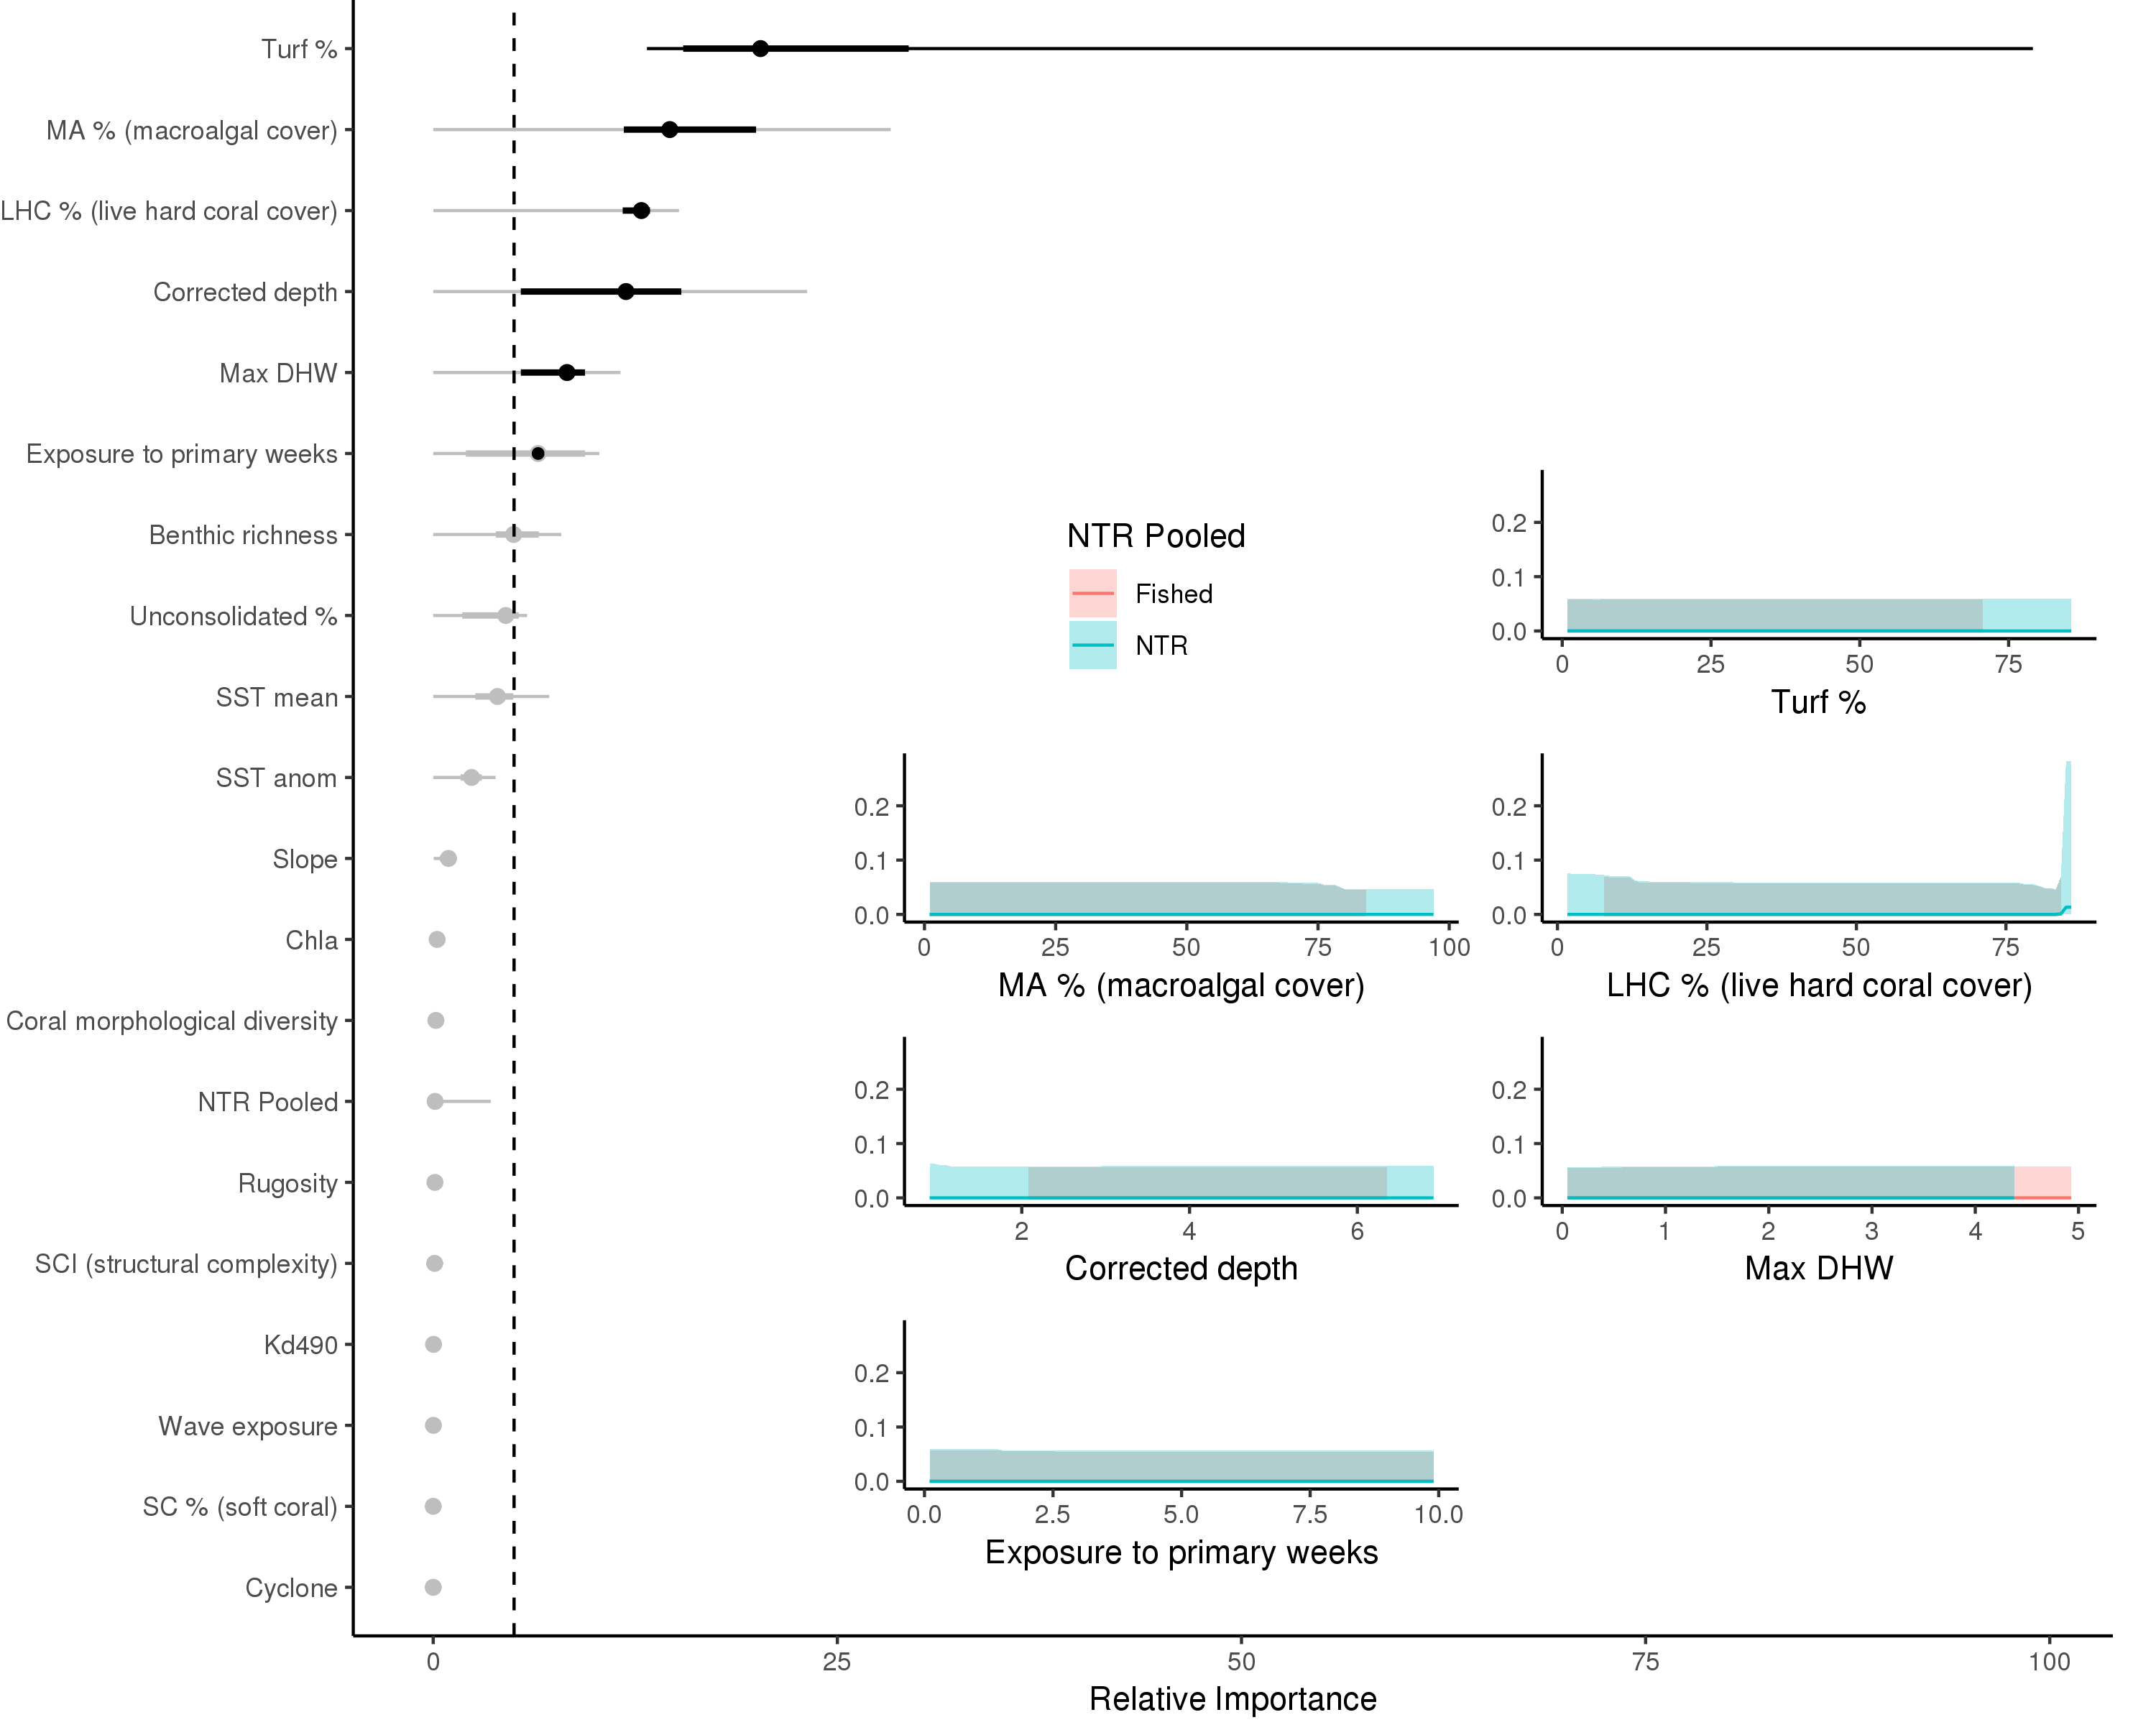 Turf %
MA % (macroalgal cover)
LHC % (live hard coral cover)
Corrected depth
Max DHW
Exposure to primary weeks
Benthic richness
Unconsolidated %
SST mean
SST anom
Slope
Chla
Coral morphological diversity
NTR Pooled
Rugosity
SCI (structural complexity)
Kd490
Wave exposure
SC % (soft coral)
Cyclone
0 25 50 75 100
Relative Importance
NTR Pooled
Fished
NTR
0.2
0.1
0.0
0 25 50 75
Turf %
0.2
0.1
0.0
0 25 50 75 100
MA % (macroalgal cover)
0.2
0.1
0.0
0 25 50 75
LHC % (live hard coral cover)
0.2
0.1
0.0
2 4 6
Corrected depth
0.2
0.1
0.0
0 1 2 3 4 5
Max DHW
0.2
0.1
0.0
0.0 2.5 5.0 7.5 10.0
Exposure to primary weeks